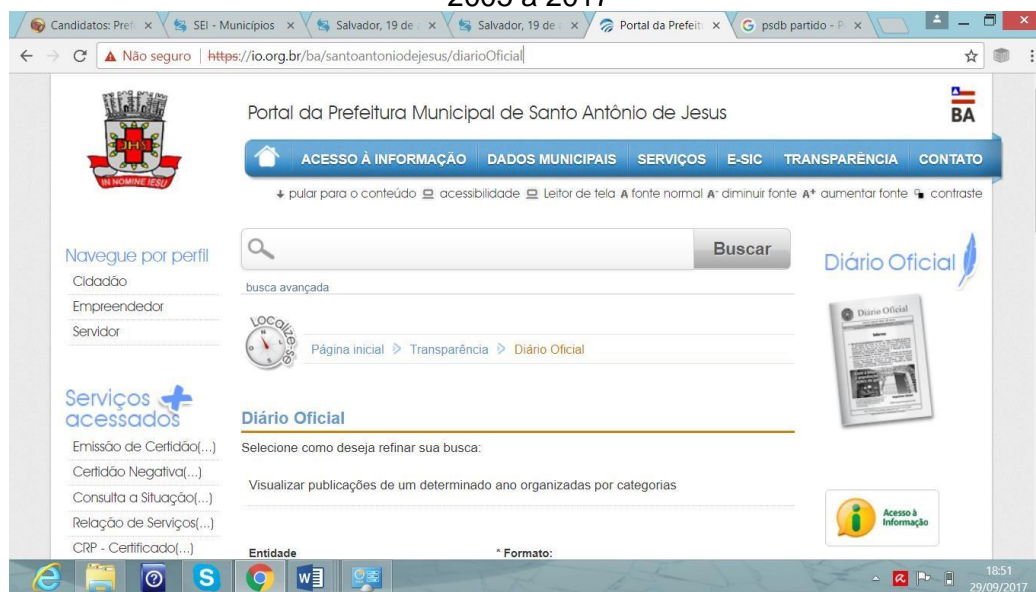 2005 a 2017
Candidatos: Pref
SEI - Municípios
Salvador, 19 de
Salvador, 19 de
Portal da Prefeit
psdb partido - P
Não seguro | https://io.org.br/ba/santoantoniodejesus/diarioOficial
IN NOMINE IESU
Portal da Prefeitura Municipal de Santo Antônio de Jesus
BA
ACESSO À INFORMAÇÃO DADOS MUNICIPAIS SERVIÇOS E-SIC TRANSPARÊNCIA CONTATO
pular para o conteúdo acessibilidade Leitor de tela A fonte normal A- diminuir fonte A+ aumentar fonte contraste
Navegue por perfil
Cidadão
Empreendedor
Servidor
Serviços
acessados
Emissão de Certidão(...)
Certidão Negativa(...)
Consulta a Situação(...)
Relação de Serviços(...)
CRP - Certificado(...)
Buscar
busca avançada
Localize-se
Página inicial Transparência Diário Oficial
Diário Oficial
Selecione como deseja refinar sua busca:
Visualizar publicações de um determinado ano organizadas por categorias
Entidade * Formato:
Diário Oficial
Diário Oficial
Acesso à
Informação
18:51
29/09/2017